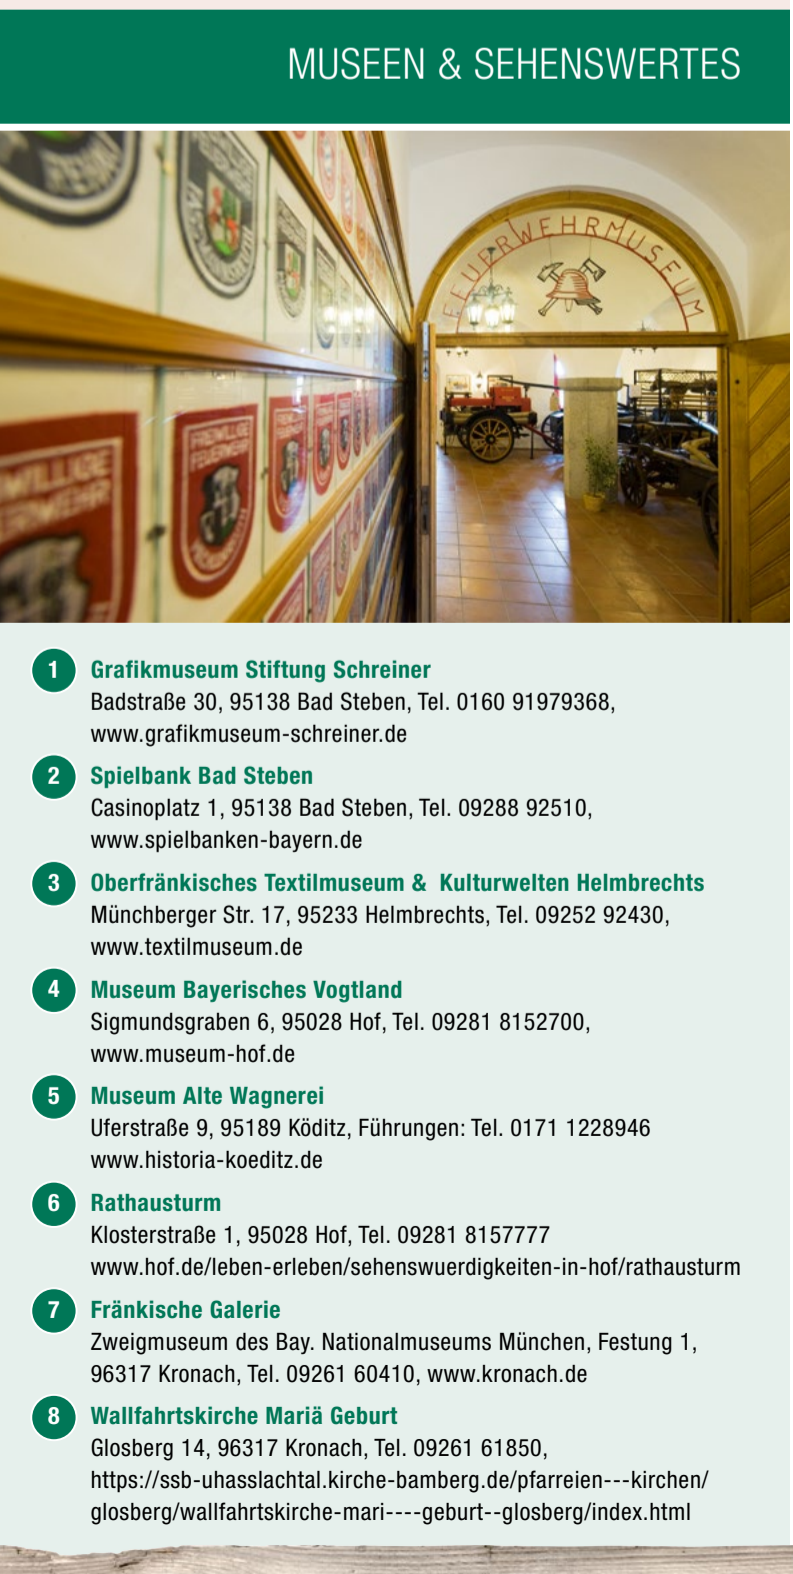 MUSEEN & SEHENSWERTES
FEUERWEHRMUSEUM
FREIWILLIGE
FEUERWEHR
WILLIGE
1 Grafikmuseum Stiftung Schreiner
Badstraße 30, 95138 Bad Steben, Tel. 0160 91979368,
www.grafikmuseum-schreiner.de
2 Spielbank Bad Steben
Casinoplatz 1, 95138 Bad Steben, Tel. 09288 92510,
www.spielbanken-bayern.de
3 Oberfränkisches Textilmuseum & Kulturwelten Helmbrechts
Münchberger Str. 17, 95233 Helmbrechts, Tel. 09252 92430,
www.textilmuseum.de
4 Museum Bayerisches Vogtland
Sigmundsgraben 6, 95028 Hof, Tel. 09281 8152700,
www.museum-hof.de
5 Museum Alte Wagnerei
Uferstraße 9, 95189 Köditz, Führungen: Tel. 0171 1228946
www.historia-koeditz.de
6 Rathausturm
Klosterstraße 1, 95028 Hof, Tel. 09281 8157777
www.hof.de/leben-erleben/sehenswuerdigkeiten-in-hof/rathausturm
7 Fränkische Galerie
Zweigmuseum des Bay. Nationalmuseums München, Festung 1,
96317 Kronach, Tel. 09261 60410, www.kronach.de
8 Wallfahrtskirche Mariä Geburt
Glosberg 14, 96317 Kronach, Tel. 09261 61850,
https://ssb-uhasslachtal.kirche-bamberg.de/pfarreien---kirchen/
glosberg/wallfahrtskirche-mari----geburt--glosberg/index.html